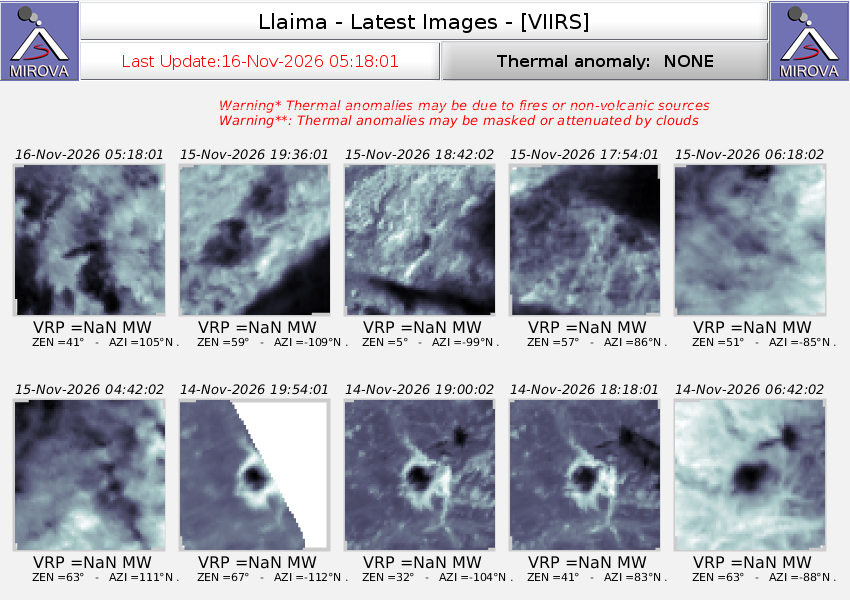 Llaima - Latest Images - [VIIRS]
MIROVA
Last Update:16-Nov-2026 05:18:01
Thermal anomaly: NONE
MIROVA
Warning* Thermal anomalies may be due to fires or non-volcanic sources
Warning**: Thermal anomalies may be masked or attenuated by clouds
16-Nov-2026 05:18:01 15-Nov-2026 19:36:01 15-Nov-2026 18:42:02 15-Nov-2026 17:54:01 15-Nov-2026 06:18:02
VRP =NaN MW VRP =NaN MW VRP =NaN MW VRP =NaN MW VRP =NaN MW
ZEN =41° - AZI =105°N . ZEN =59° - AZI =-109°N . ZEN =5° - AZI =-99°N . ZEN =57° - AZI =86°N . ZEN =51° - AZI =-85°N .
15-Nov-2026 04:42:02 14-Nov-2026 19:54:01 14-Nov-2026 19:00:02 14-Nov-2026 18:18:01 14-Nov-2026 06:42:02
VRP =NaN MW VRP =NaN MW VRP =NaN MW VRP =NaN MW VRP =NaN MW
ZEN =63° - AZI =111°N . ZEN =67° - AZI =-112°N . ZEN =32° - AZI =-104°N . ZEN =41° - AZI =83°N . ZEN =63° - AZI =-88°N .